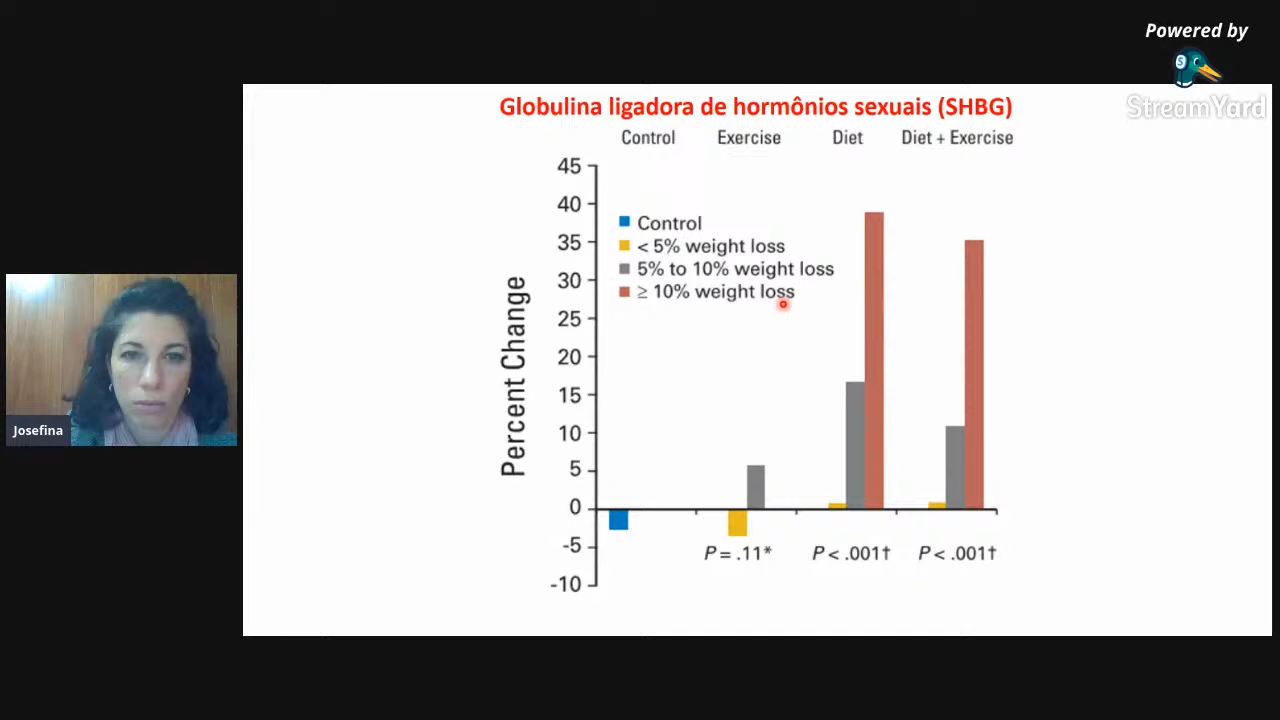 Powered by
StreamYard
Globulina ligadora de hormônios sexuais (SHBG)
Control Exercise Diet Diet + Exercise
45
40
35
30
25
20
15
10
5
0
-5
-10
Percent Change
Control
< 5% weight loss
5% to 10% weight loss
≥ 10% weight loss
P = .11* P < .001† P < .001†
Josefina